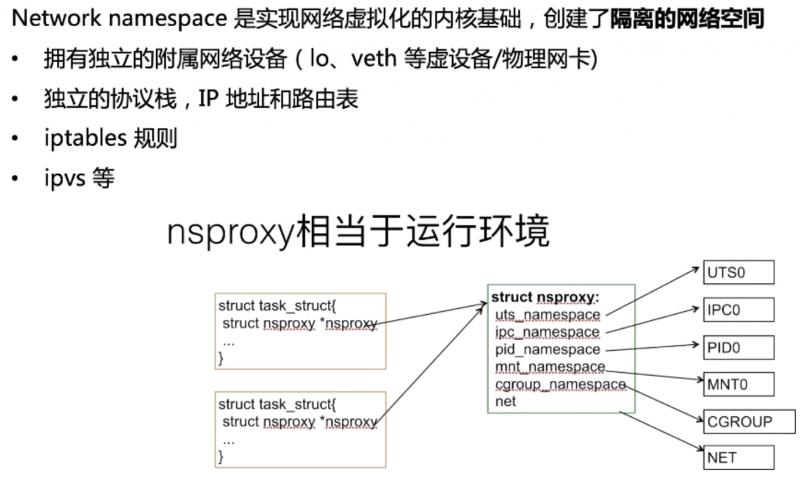 Network namespace 是实现网络虚拟化的内核基础，创建了隔离的网络空间
• 拥有独立的附属网络设备（ lo、veth 等虚设备/物理网卡)
• 独立的协议栈，IP 地址和路由表
• iptables 规则
• ipvs 等
nsproxy相当于运行环境
struct task_struct{
struct nsproxy *nsproxy
...
}
struct task_struct{
struct nsproxy *nsproxy
...
}
struct nsproxy:
uts_namespace
ipc_namespace
pid_namespace
mnt_namespace
cgroup_namespace
net
UTS0
IPC0
PID0
MNT0
CGROUP
NET